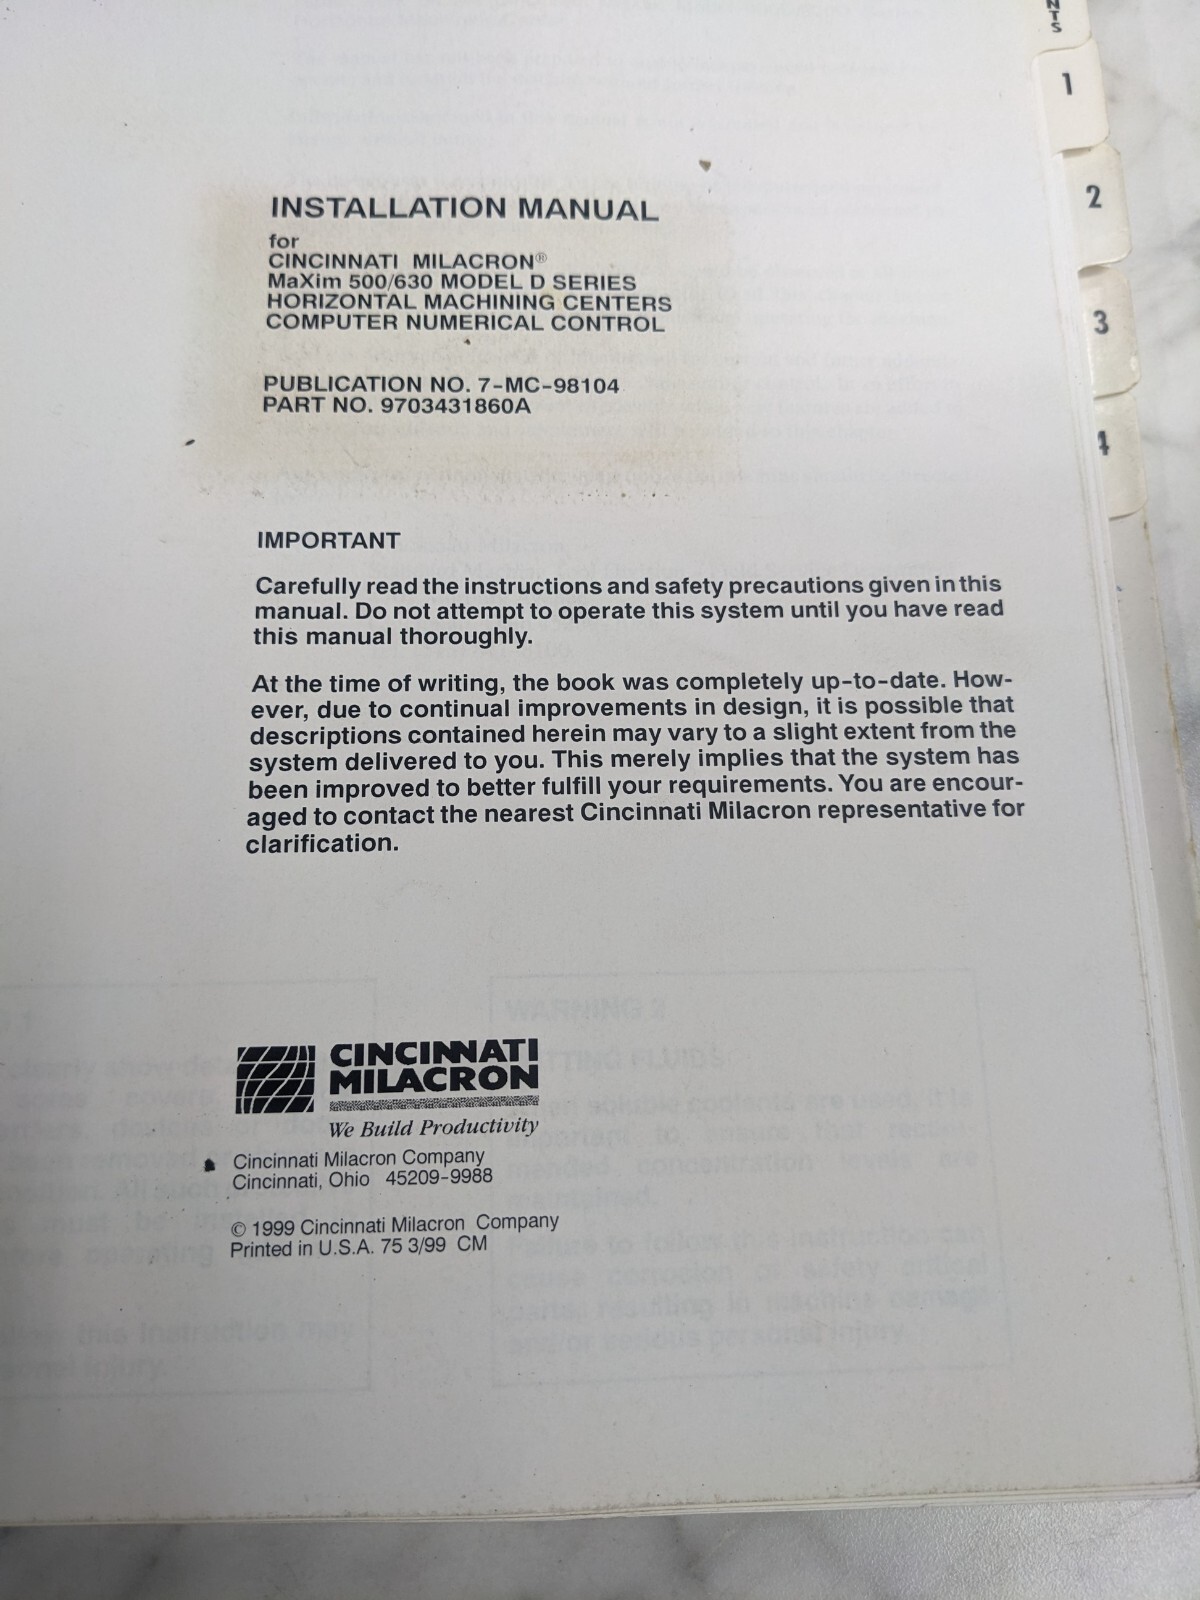 NTS
1
2
3
4
INSTALLATION MANUAL
for
CINCINNATI MILACRON®
MaXim 500/630 MODEL D SERIES
HORIZONTAL MACHINING CENTERS
COMPUTER NUMERICAL CONTROL
PUBLICATION NO. 7-MC-98104
PART NO. 9703431860A
IMPORTANT
Carefully read the instructions and safety precautions given in this
manual. Do not attempt to operate this system until you have read
this manual thoroughly.
At the time of writing, the book was completely up-to-date. How-
ever, due to continual improvements in design, it is possible that
descriptions contained herein may vary to a slight extent from the
system delivered to you. This merely implies that the system has
been improved to better fulfill your requirements. You are encour-
aged to contact the nearest Cincinnati Milacron representative for
clarification.
CINCINNATI
MILACRON
We Build Productivity
Cincinnati Milacron Company
Cincinnati, Ohio 45209-9988
© 1999 Cincinnati Milacron Company
Printed in U.S.A. 75 3/99 CM
WARNING 2